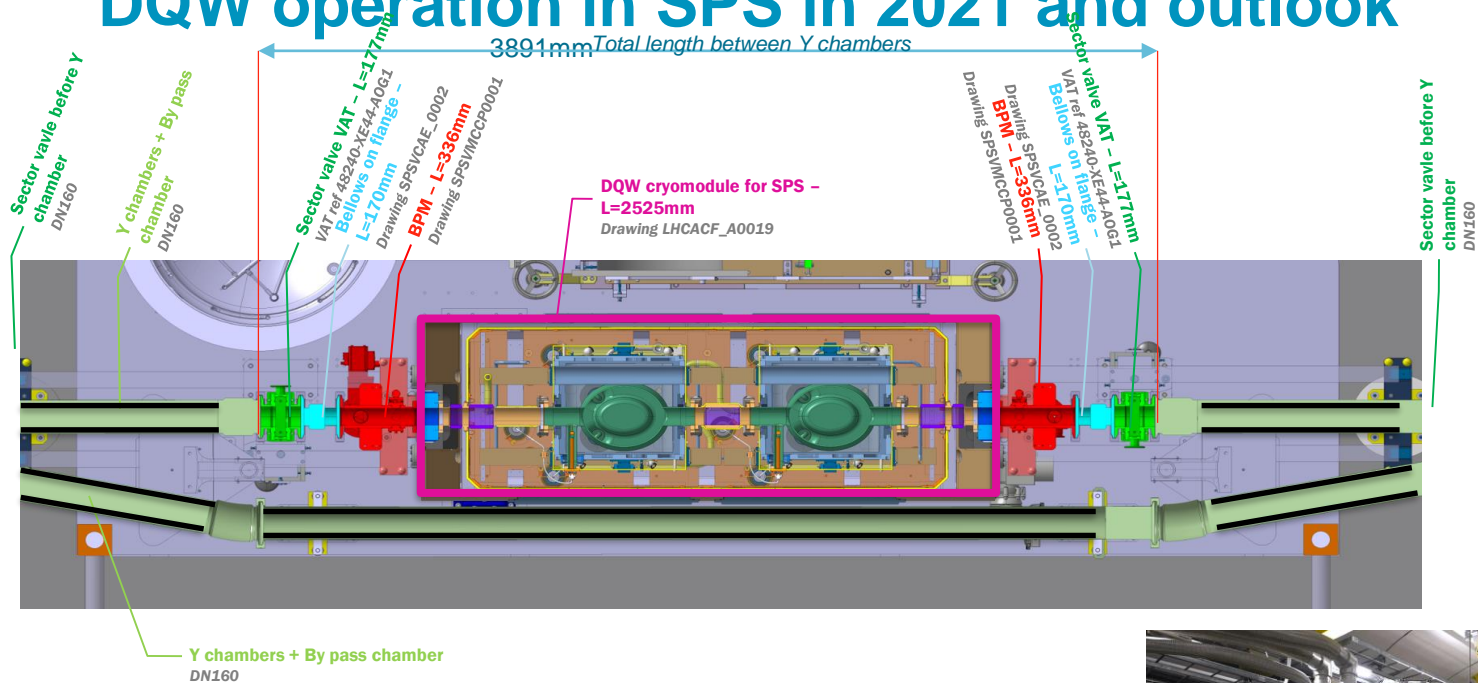 DQW operation in SPS in 2021 and outlook
3891mm Total length between Y chambers
Sector vavle before Y
chamber
DN160
Y chambers + By pass
chamber
DN160
Sector valve VAT – L=177mm
VAT ref 48240-XE44-A0G1
Bellows on flange –
L=170mm
Drawing SPSVCAE_0002
BPM – L=336mm
Drawing SPSVMCCP0001
DQW cryomodule for SPS –
L=2525mm
Drawing LHCACF_A0019
Sector valve VAT – L=177mm
VAT ref 48240-XE44-A0G1
Bellows on flange –
L=170mm
Drawing SPSVCAE_0002
BPM – L=336mm
Drawing SPSVMCCP0001
Sector vavle before Y
chamber
DN160
Y chambers + By pass chamber
DN160